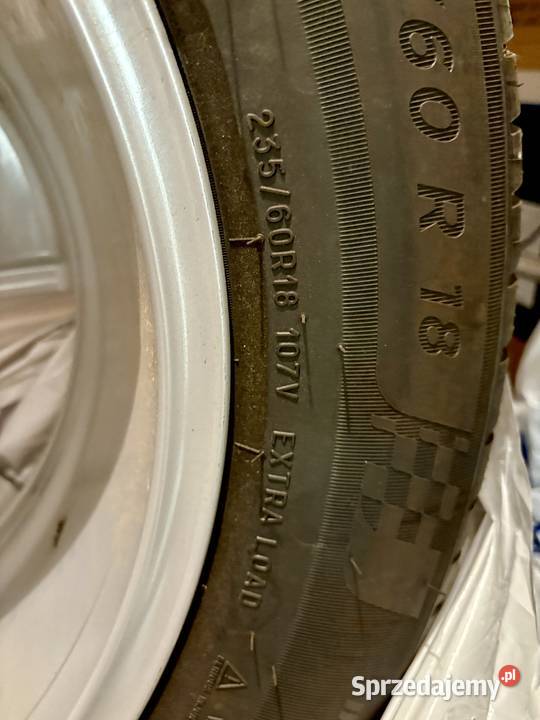 /60 R 18
235/60R18 107V EXTRA LOAD
Sprzedajemy.pl